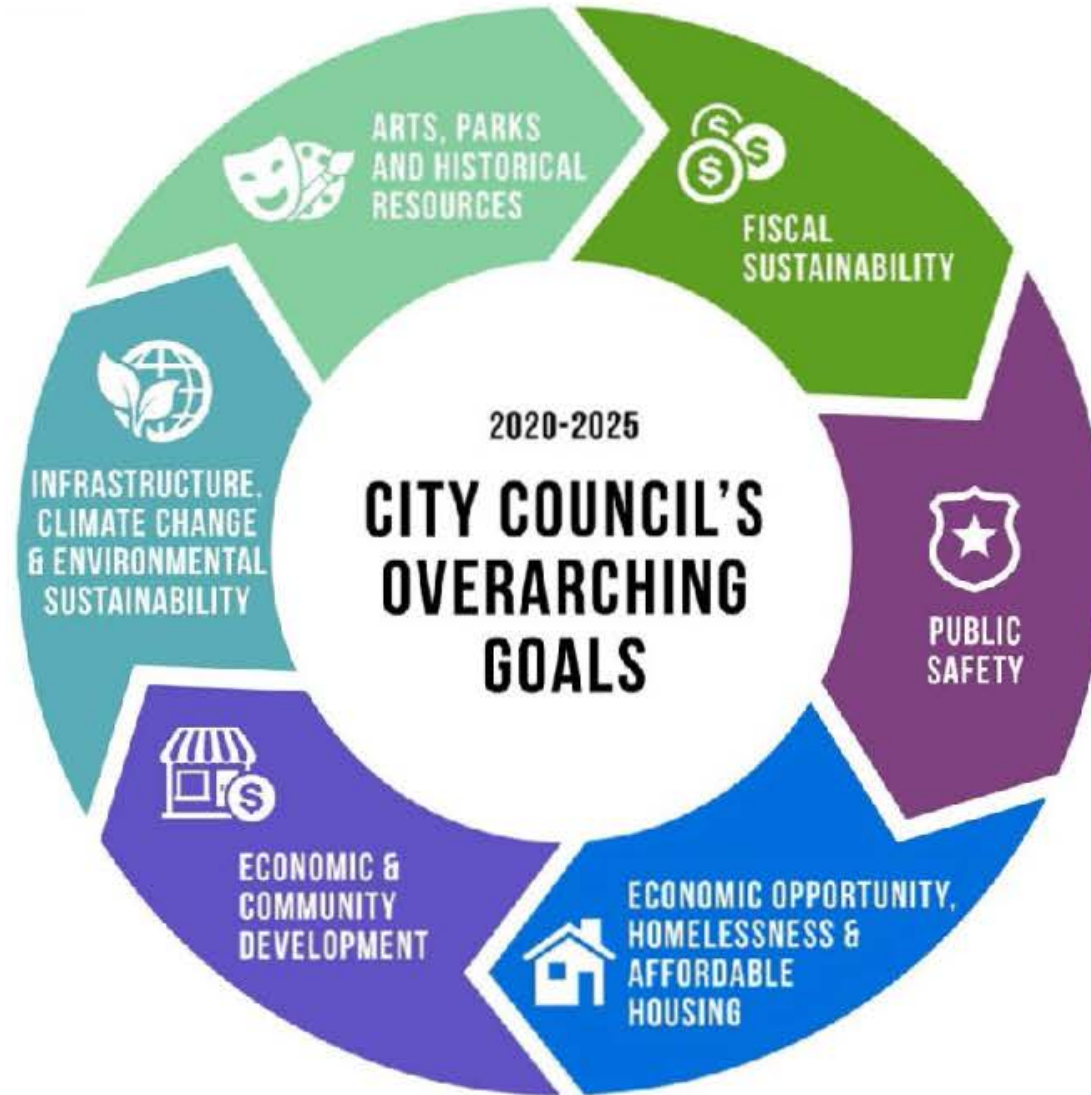 2020-2025
CITY COUNCIL'S
OVERARCHING
GOALS
FISCAL
SUSTAINABILITY
PUBLIC
SAFETY
ECONOMIC OPPORTUNITY,
HOMELESSNESS &
AFFORDABLE
HOUSING
ECONOMIC &
COMMUNITY
DEVELOPMENT
INFRASTRUCTURE,
CLIMATE CHANGE
& ENVIRONMENTAL
SUSTAINABILITY
ARTS, PARKS
AND HISTORICAL
RESOURCES